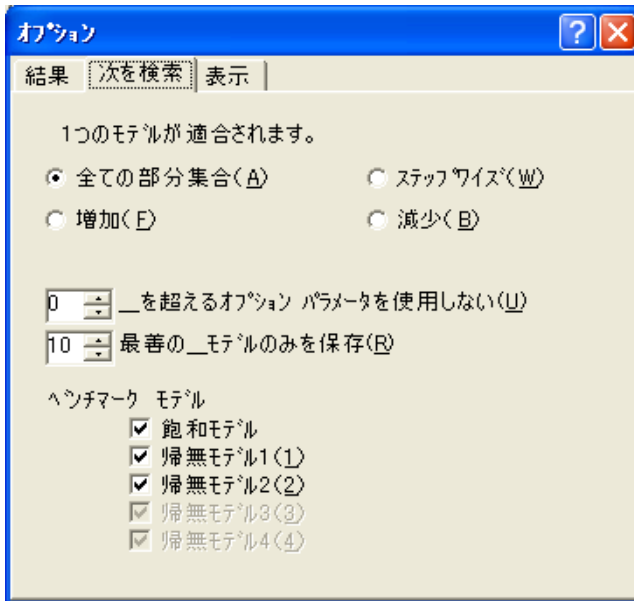 オプション
結果 次を検索 表示
1つのモデルが適合されます。
全ての部分集合(A) ステップワイズ(W)
増加(F) 減少(B)
0 __を超えるオプション パラメータを使用しない(U)
10 最善の__モデルのみを保存(R)
ベンチマーク モデル
飽和モデル
帰無モデル1(1)
帰無モデル2(2)
帰無モデル3(3)
帰無モデル4(4)